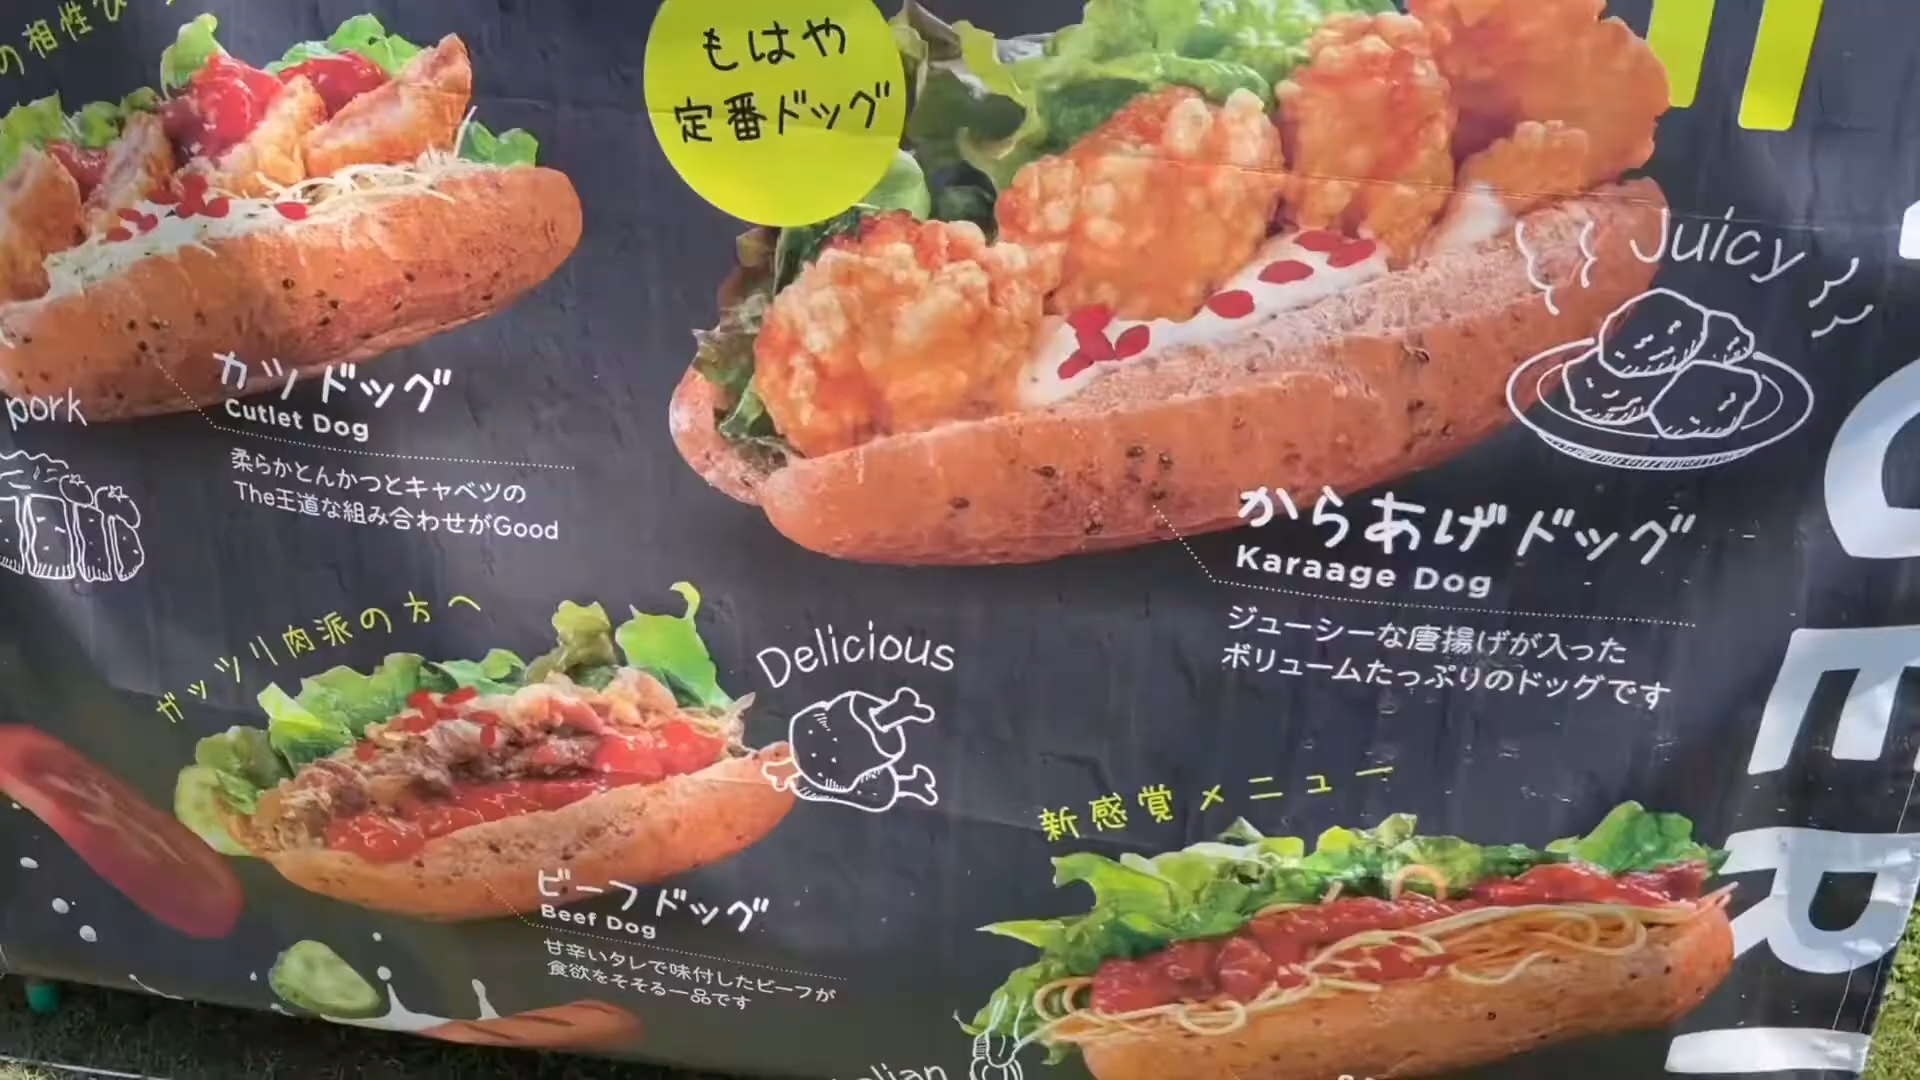 の相性
もはや
定番ドッグ
pork
カツドッグ
Cutlet Dog
柔らかとんかつとキャベツの
The王道な組み合わせがGood
Juicy
からあげドッグ
Karaage Dog
ジューシーな唐揚げが入った
ボリュームたっぷりのドッグです
ガッツリ肉派の方へ
Delicious
ビーフドッグ
Beef Dog
甘辛いタレで味付したビーフが
食欲をそそる一品です
新感覚メニュー